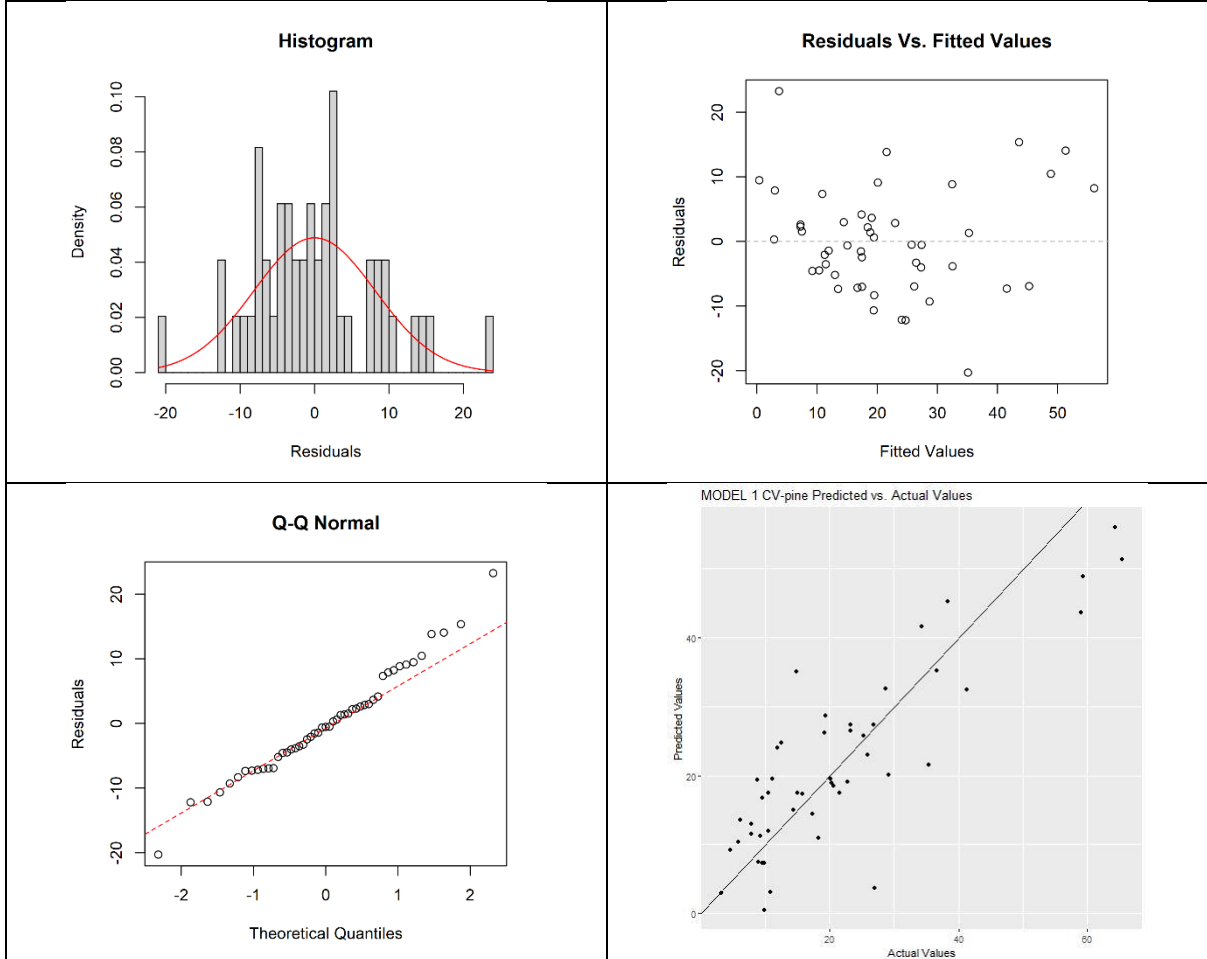 Histogram
0.10
0.08
0.06
0.04
0.02
0.00
Density
-20 -10 0 10 20
Residuals
Residuals Vs. Fitted Values
20
10
0
-10
-20
Residuals
0 10 20 30 40 50
Fitted Values
Q-Q Normal
20
10
0
-10
-20
Residuals
-2 -1 0 1 2
Theoretical Quantiles
MODEL 1 CV-pine Predicted vs. Actual Values
40
20
0
Predicted Values
20 40 60
Actual Values